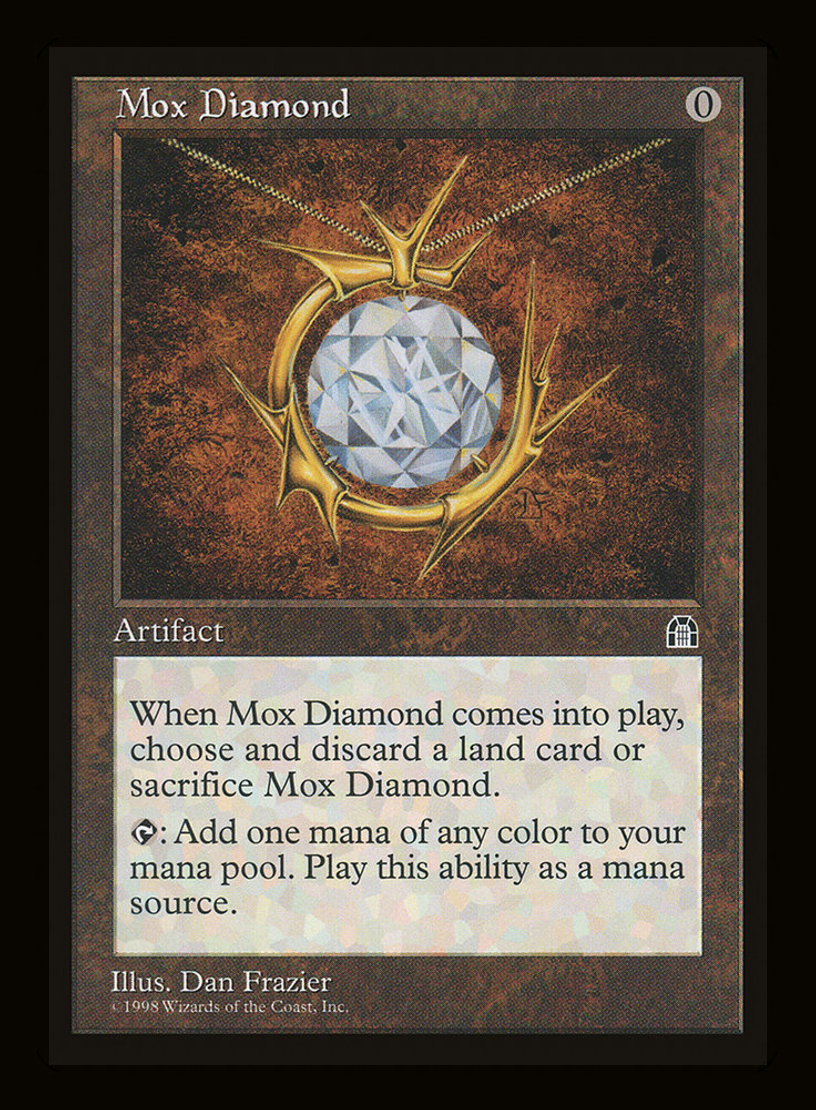 Mox Diamond 0
DF
Artifact
When Mox Diamond comes into play,
choose and discard a land card or
sacrifice Mox Diamond.
: Add one mana of any color to your
mana pool. Play this ability as a mana
source.
Illus. Dan Frazier
©1998 Wizards of the Coast, Inc.